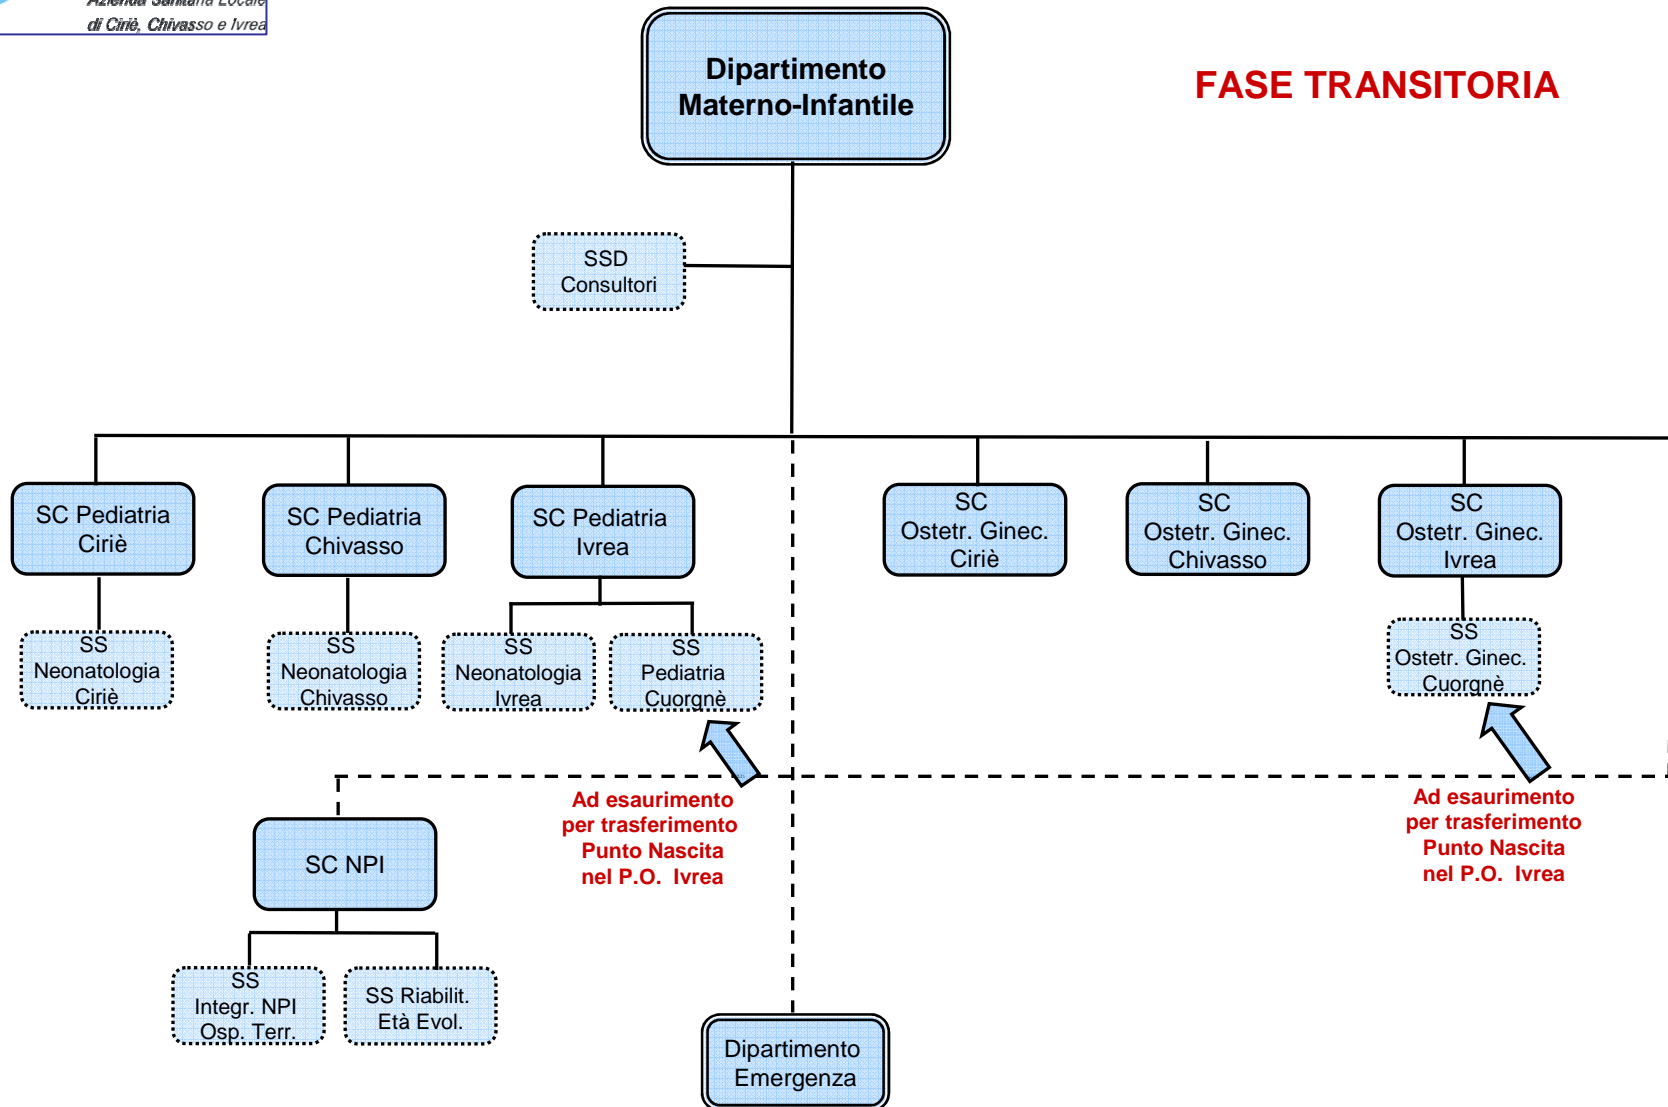 Azienda Sanitaria Locale
di Ciriè, Chivasso e Ivrea
Dipartimento
Materno-Infantile
FASE TRANSITORIA
SSD
Consultori
SC Pediatria
Ciriè
SC Pediatria
Chivasso
SC Pediatria
Ivrea
SC
Ostetr. Ginec.
Ciriè
SC
Ostetr. Ginec.
Chivasso
SC
Ostetr. Ginec.
Ivrea
SS
Neonatologia
Ciriè
SS
Neonatologia
Chivasso
SS
Neonatologia
Ivrea
SS
Pediatria
Cuorgnè
SS
Ostetr. Ginec.
Cuorgnè
Ad esaurimento
per trasferimento
Punto Nascita
nel P.O. Ivrea
Ad esaurimento
per trasferimento
Punto Nascita
nel P.O. Ivrea
SC NPI
SS
Integr. NPI
Osp. Terr.
SS Riabilit.
Età Evol.
Dipartimento
Emergenza